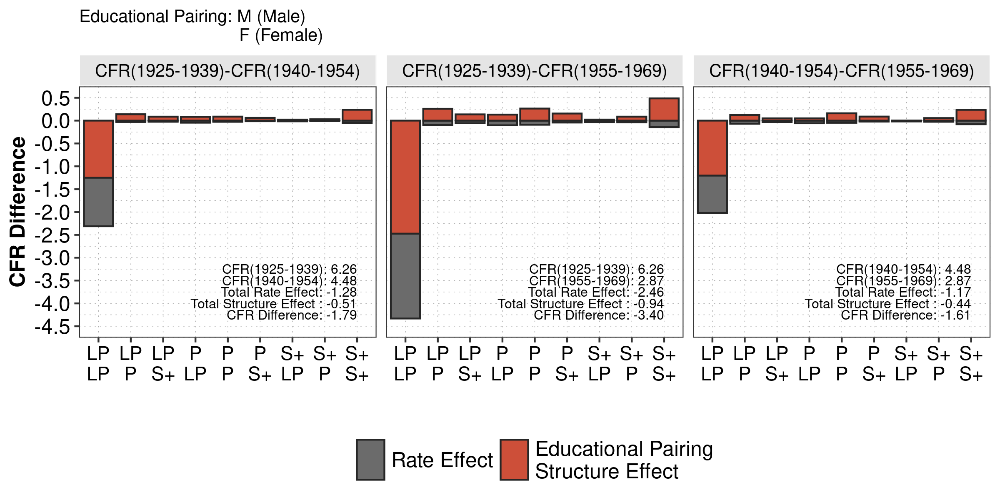 Educational Pairing: M (Male)
F (Female)
CFR(1925-1939)-CFR(1940-1954)
CFR(1925-1939)-CFR(1955-1969)
CFR(1940-1954)-CFR(1955-1969)
CFR Difference
0.5
0.0
-0.5
-1.0
-1.5
-2.0
-2.5
-3.0
-3.5
-4.0
-4.5
CFR(1925-1939): 6.26
CFR(1940-1954): 4.48
Total Rate Effect: -1.28
Total Structure Effect : -0.51
CFR Difference: -1.79
CFR(1925-1939): 6.26
CFR(1955-1969): 2.87
Total Rate Effect: -2.46
Total Structure Effect : -0.94
CFR Difference: -3.40
CFR(1940-1954): 4.48
CFR(1955-1969): 2.87
Total Rate Effect: -1.17
Total Structure Effect : -0.44
CFR Difference: -1.61
LP LP LP P P P S+ S+ S+
LP P S+ LP P S+ LP P S+
LP LP LP P P P S+ S+ S+
LP P S+ LP P S+ LP P S+
LP LP LP P P P S+ S+ S+
LP P S+ LP P S+ LP P S+
Rate Effect
Educational Pairing
Structure Effect